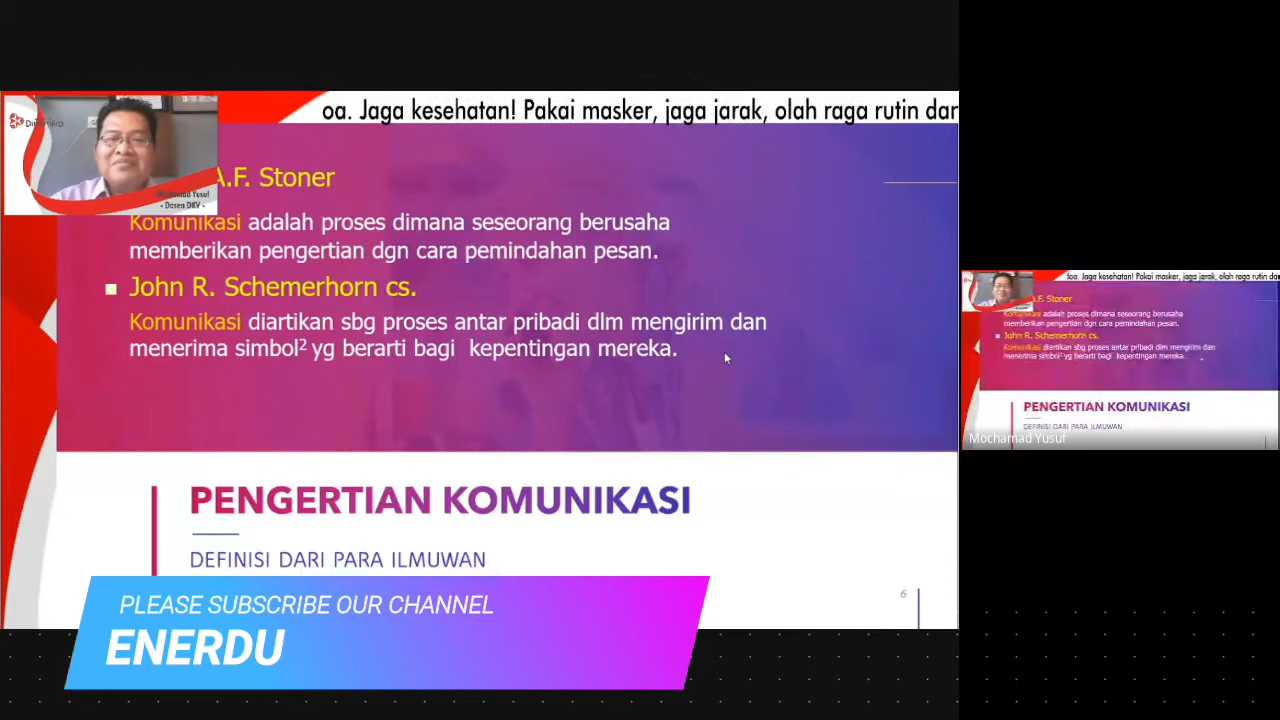 oa. Jaga kesehatan! Pakai masker, jaga jarak, olah raga rutin dar
Mochamad Yusuf
- Dosen DKV -
A.F. Stoner
Komunikasi adalah proses dimana seseorang berusaha
memberikan pengertian dgn cara pemindahan pesan.
John R. Schemerhorn cs.
Komunikasi diartikan sbg proses antar pribadi dlm mengirim dan
menerima simbol² yg berarti bagi kepentingan mereka.
PENGERTIAN KOMUNIKASI
DEFINISI DARI PARA ILMUWAN
6
PLEASE SUBSCRIBE OUR CHANNEL
ENERDU
Jaga kesehatan! Pakai masker, jaga jarak, olah raga rutin da
A.F. Stoner
Komunikasi adalah proses dimana seseorang berusaha
memberikan pengertian dgn cara pemindahan pesan.
John R. Schemerhorn cs.
Komunikasi diartikan sbg proses antar pribadi dlm mengirim dan
menerima simbol² yg berarti bagi kepentingan mereka.
PENGERTIAN KOMUNIKASI
DEFINISI DARI PARA ILMUWAN
Mochamad Yusuf